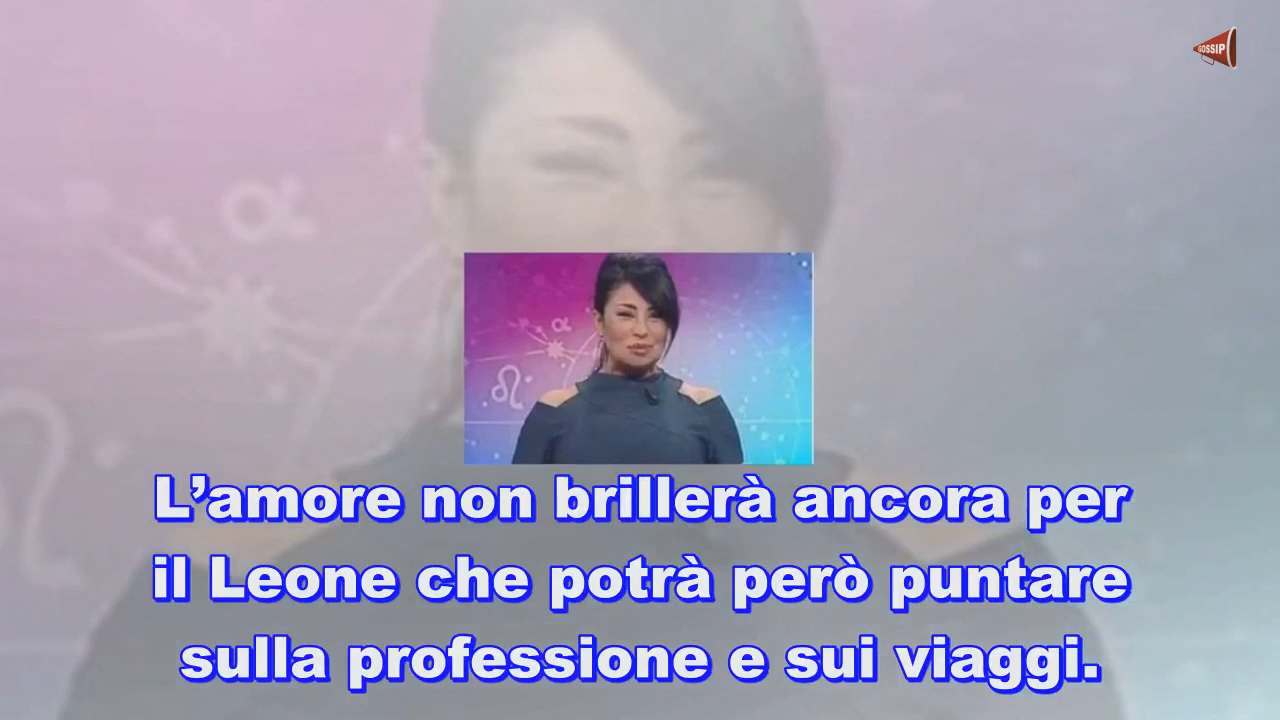 GOSSIP
L’amore non brillerà ancora per
il Leone che potrà però puntare
sulla professione e sui viaggi.